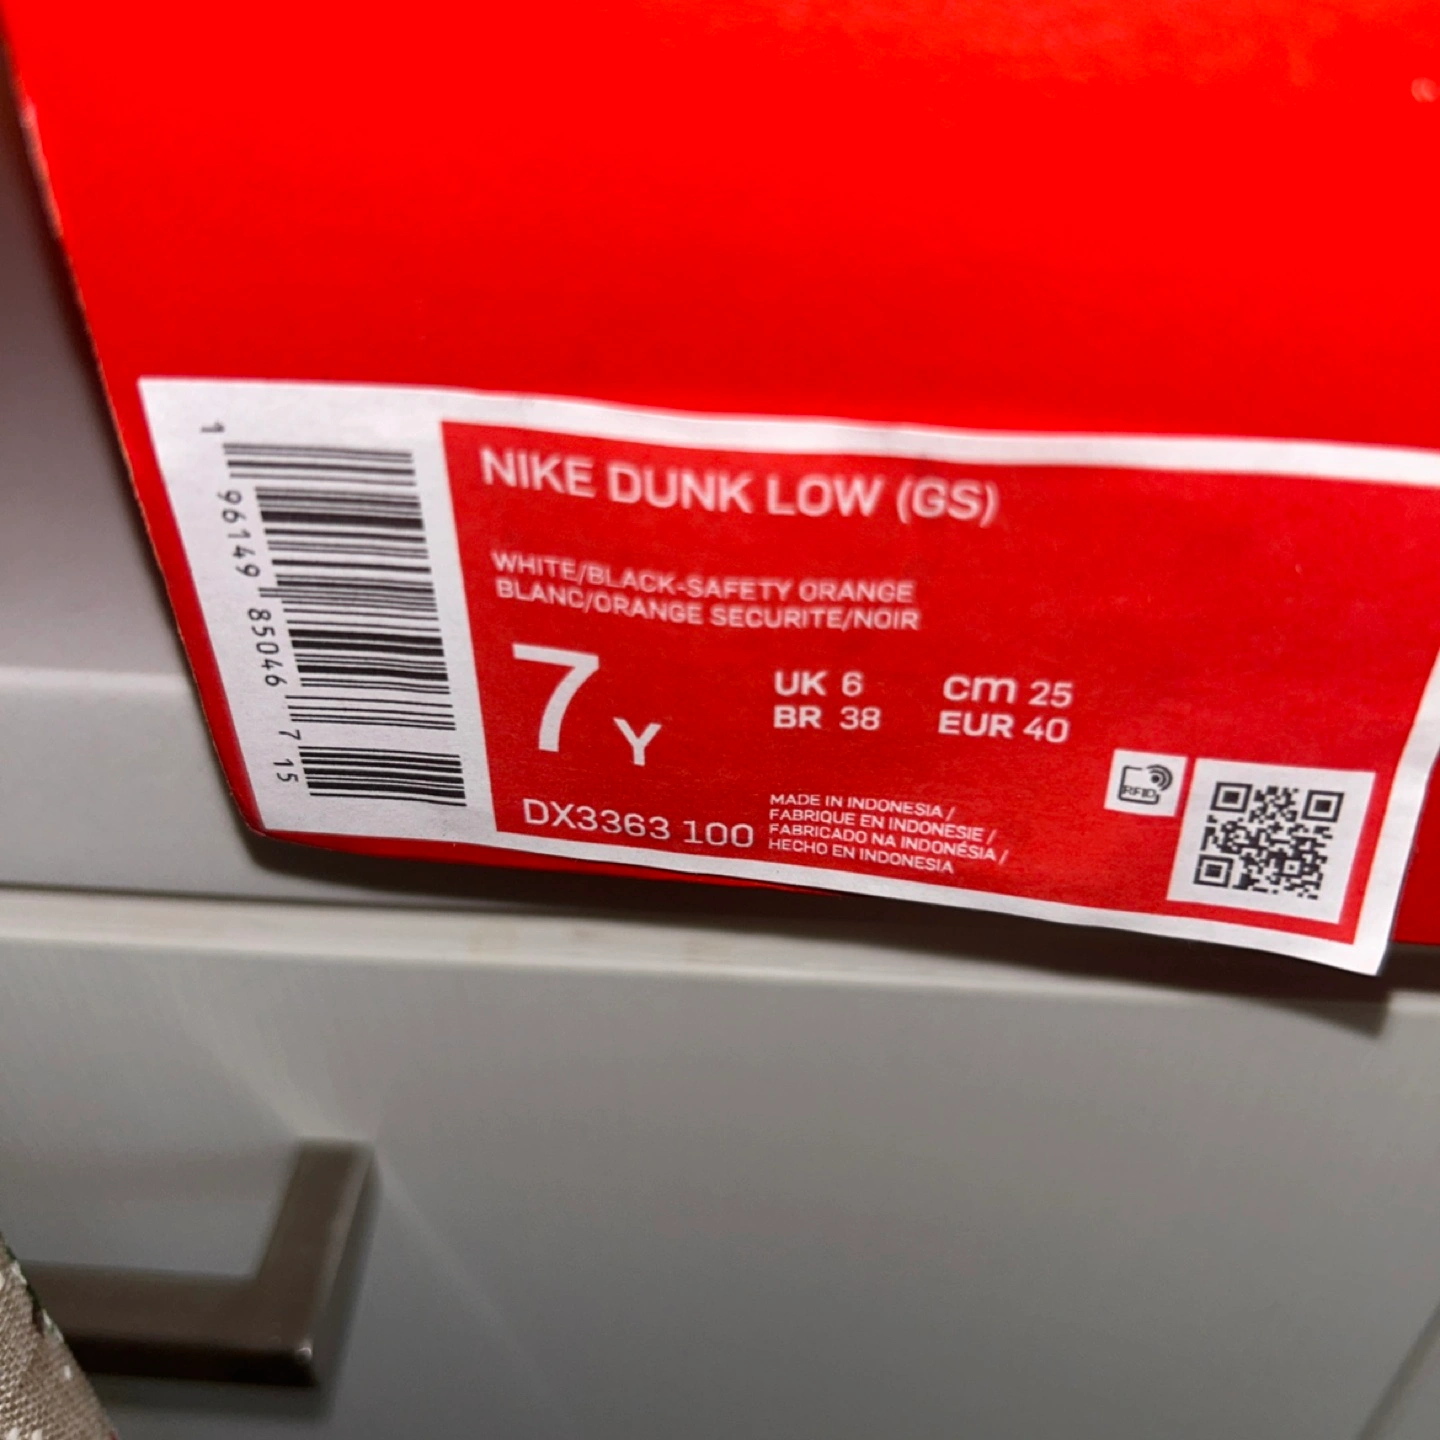 NIKE DUNK LOW (GS)
WHITE/BLACK-SAFETY ORANGE
BLANC/ORANGE SECURITE/NOIR
7 Y
UK 6 cm 25
BR 38 EUR 40
DX3363 100
MADE IN INDONESIA /
FABRIQUE EN INDONESIE /
FABRICADO NA INDONÉSIA /
HECHO EN INDONESIA
RFID
1 96149 85046 7 15